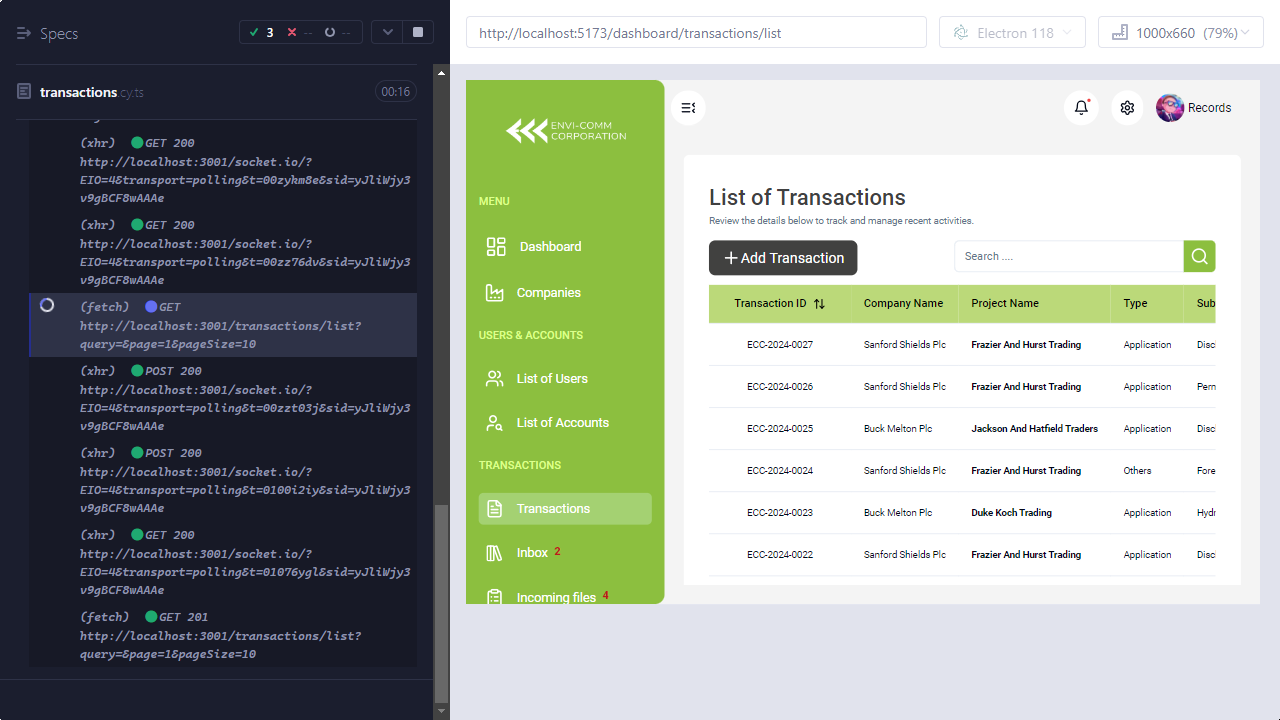 Specs
3
--
--
transactions.cy.ts
00:16
(xhr) GET 200
http://localhost:3001/socket.io/?
EIO=4&transport=polling&t=00zykm8e&sid=yJliWjy3
v9gBCF8wAAAe
(xhr) GET 200
http://localhost:3001/socket.io/?
EIO=4&transport=polling&t=00zz76dv&sid=yJliWjy3
v9gBCF8wAAAe
(fetch) GET
http://localhost:3001/transactions/list?
query=&page=1&pageSize=10
(xhr) POST 200
http://localhost:3001/socket.io/?
EIO=4&transport=polling&t=00zzt03j&sid=yJliWjy3
v9gBCF8wAAAe
(xhr) POST 200
http://localhost:3001/socket.io/?
EIO=4&transport=polling&t=0100i2iy&sid=yJliWjy3
v9gBCF8wAAAe
(xhr) GET 200
http://localhost:3001/socket.io/?
EIO=4&transport=polling&t=01076ygl&sid=yJliWjy3
v9gBCF8wAAAe
(fetch) GET 201
http://localhost:3001/transactions/list?
query=&page=1&pageSize=10
http://localhost:5173/dashboard/transactions/list
Electron 118
1000x660 (79%)
ENVI-COMM
CORPORATION
MENU
Dashboard
Companies
USERS & ACCOUNTS
List of Users
List of Accounts
TRANSACTIONS
Transactions
Inbox 2
Incoming files 4
Records
List of Transactions
Review the details below to track and manage recent activities.
Add Transaction
Search ....
Transaction ID Company Name Project Name Type Sub
ECC-2024-0027 Sanford Shields Plc Frazier And Hurst Trading Application Disc
ECC-2024-0026 Sanford Shields Plc Frazier And Hurst Trading Application Perm
ECC-2024-0025 Buck Melton Plc Jackson And Hatfield Traders Application Disc
ECC-2024-0024 Sanford Shields Plc Frazier And Hurst Trading Others Fore
ECC-2024-0023 Buck Melton Plc Duke Koch Trading Application Hydr
ECC-2024-0022 Sanford Shields Plc Frazier And Hurst Trading Application Disc